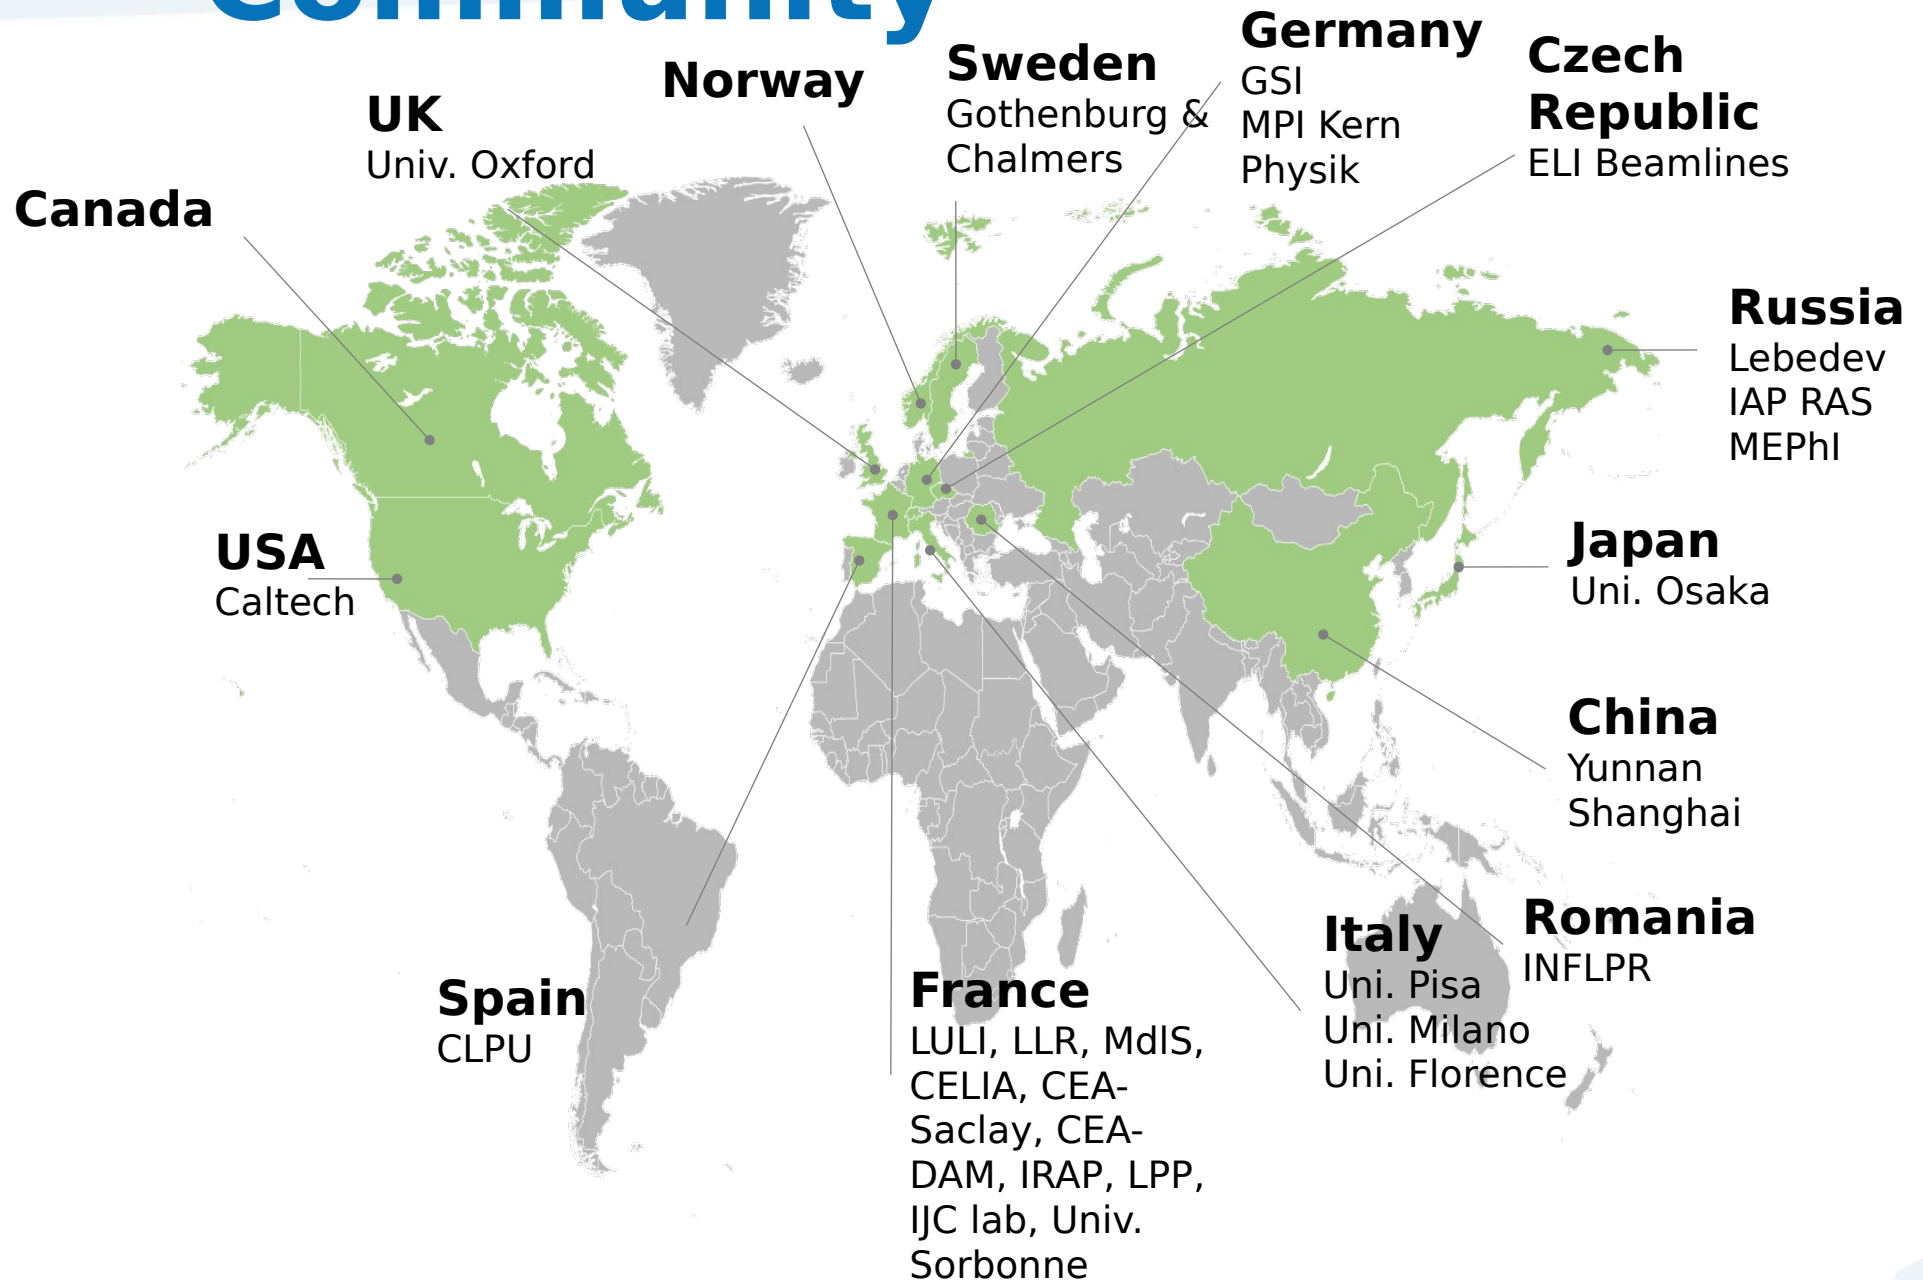 Community
Germany
GSI
MPI Kern
Physik
Sweden
Gothenburg &
Chalmers
Czech
Republic
ELI Beamlines
Norway
UK
Univ. Oxford
Canada
Russia
Lebedev
IAP RAS
MEPhI
USA
Caltech
Japan
Uni. Osaka
China
Yunnan
Shanghai
Romania
INFLPR
Italy
Uni. Pisa
Uni. Milano
Uni. Florence
Spain
CLPU
France
LULI, LLR, MdlS,
CELIA, CEA-
Saclay, CEA-
DAM, IRAP, LPP,
IJC lab, Univ.
Sorbonne